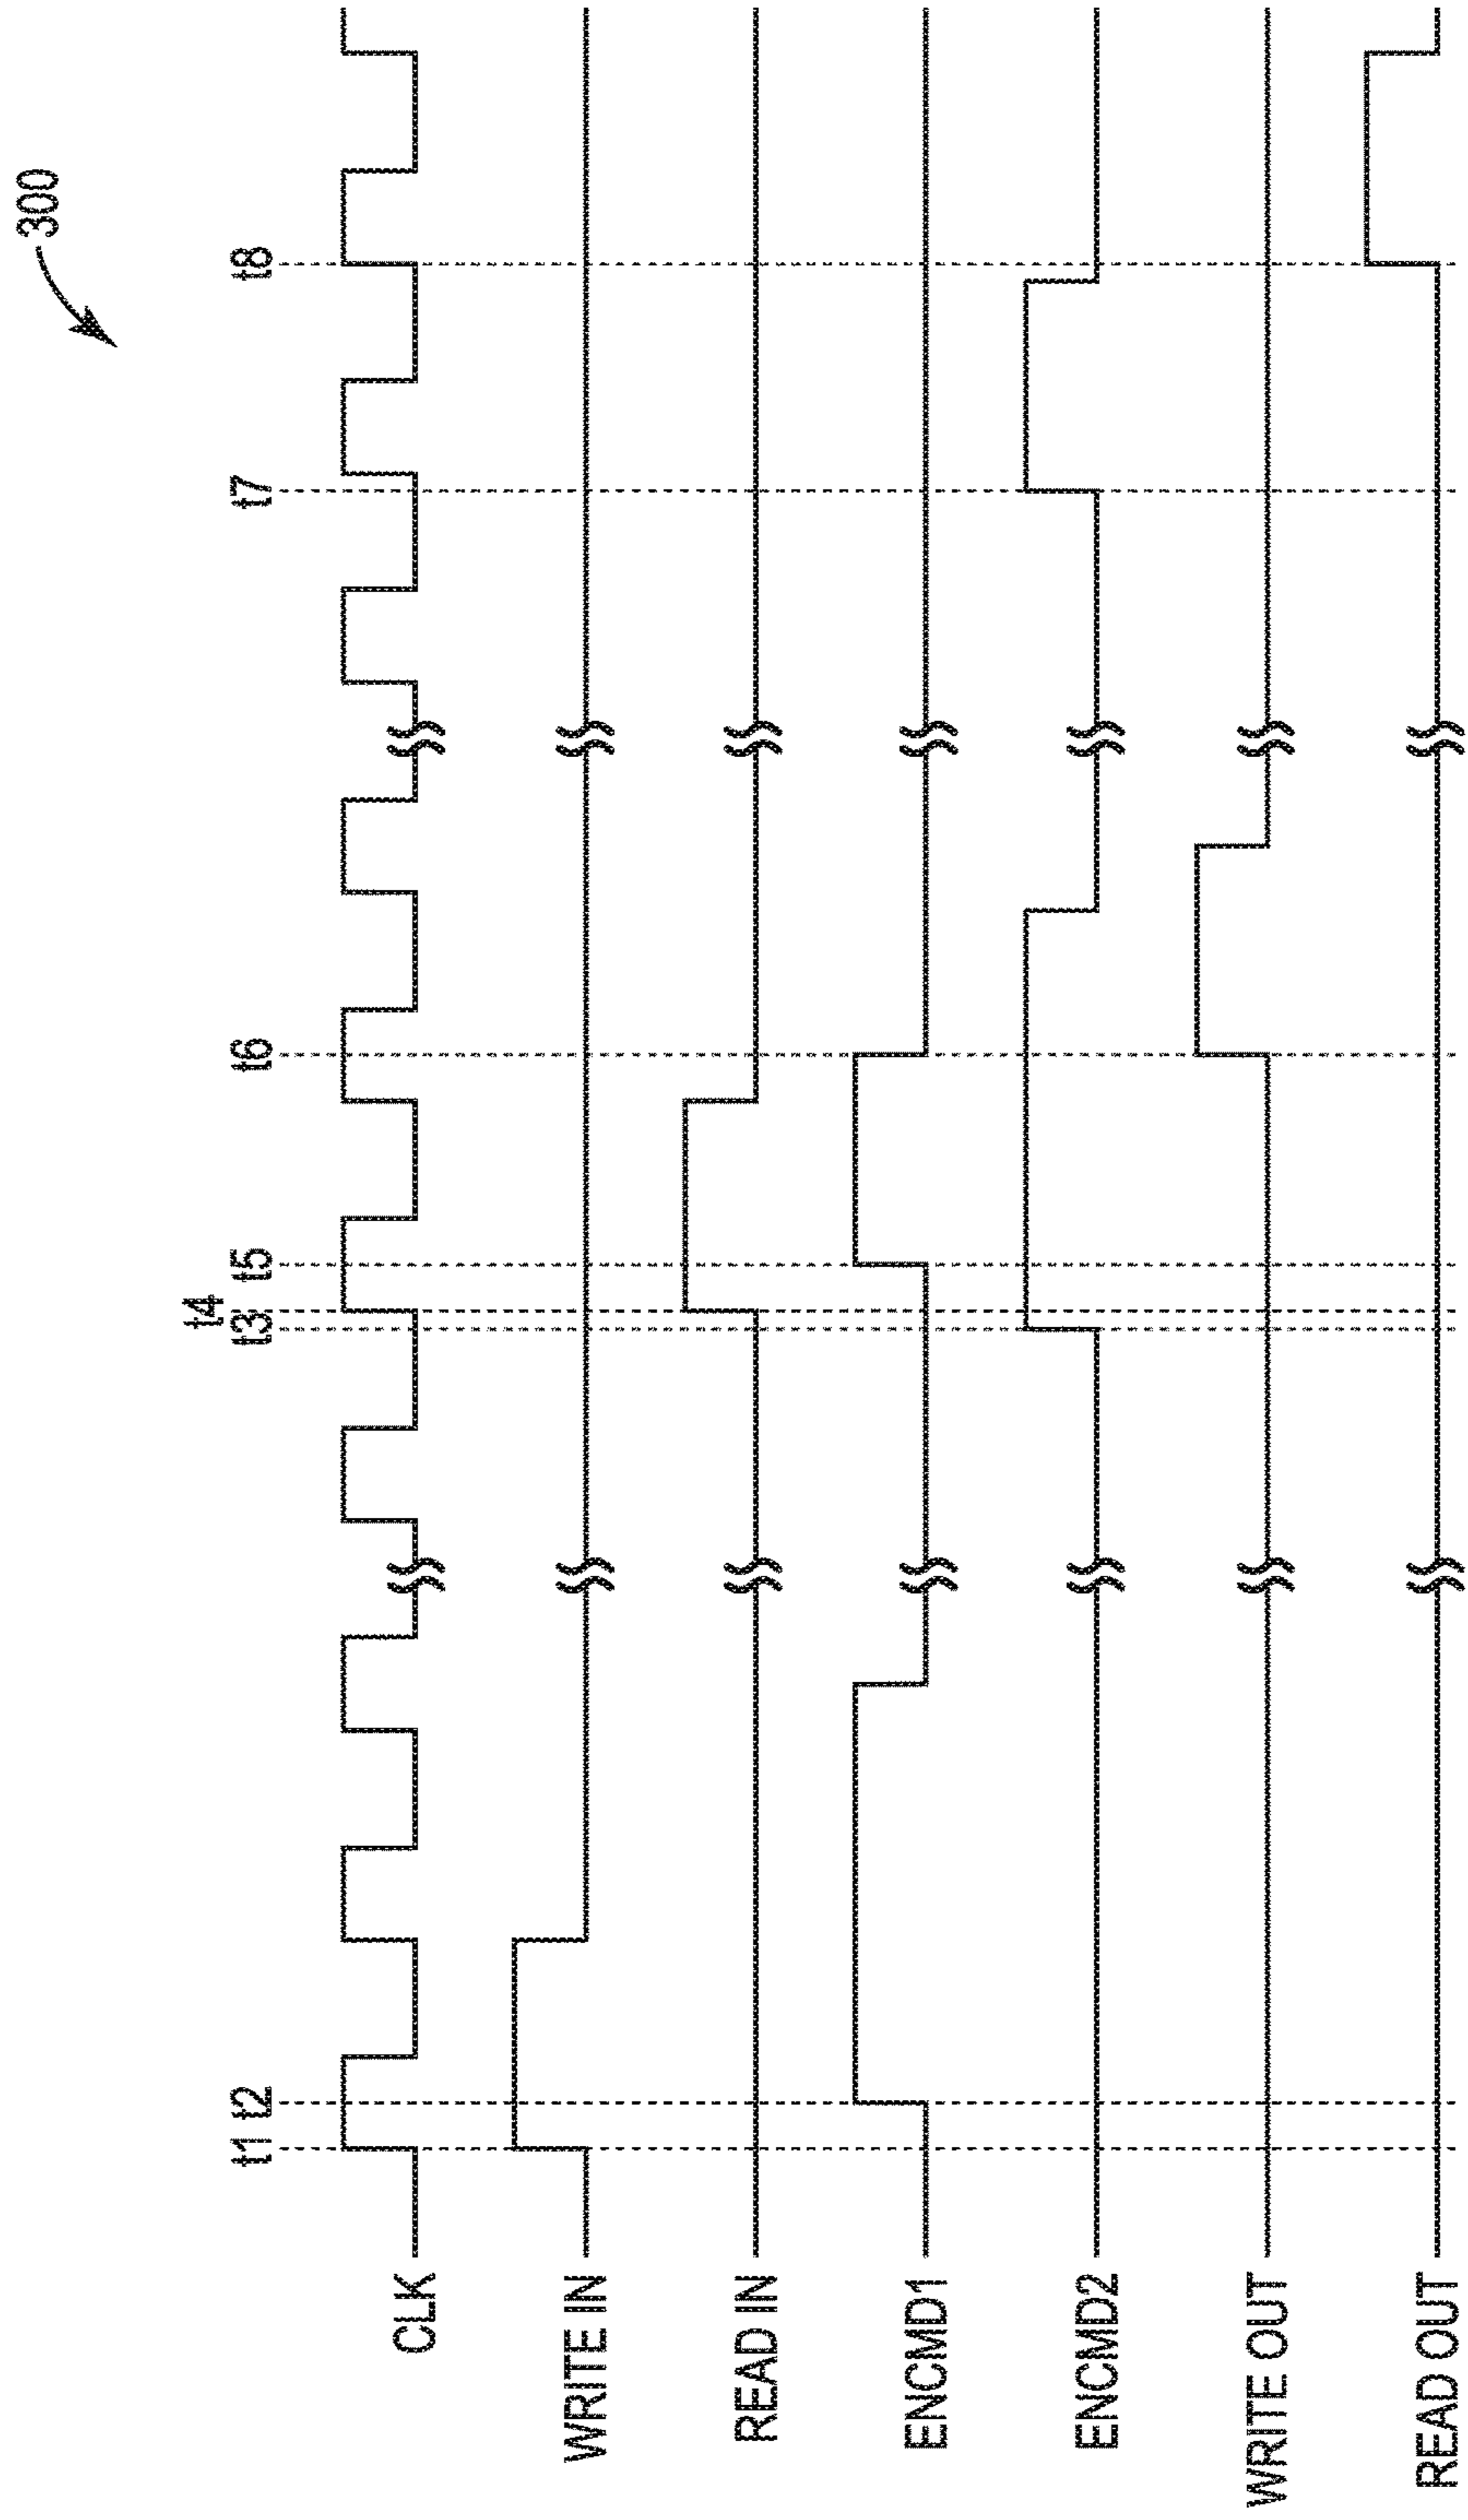 300
t1 t2 t3 t4 t5 t6 t7 t8
CLK
WRITE IN
READ IN
ENCMD1
ENCMD2
WRITE OUT
READ OUT